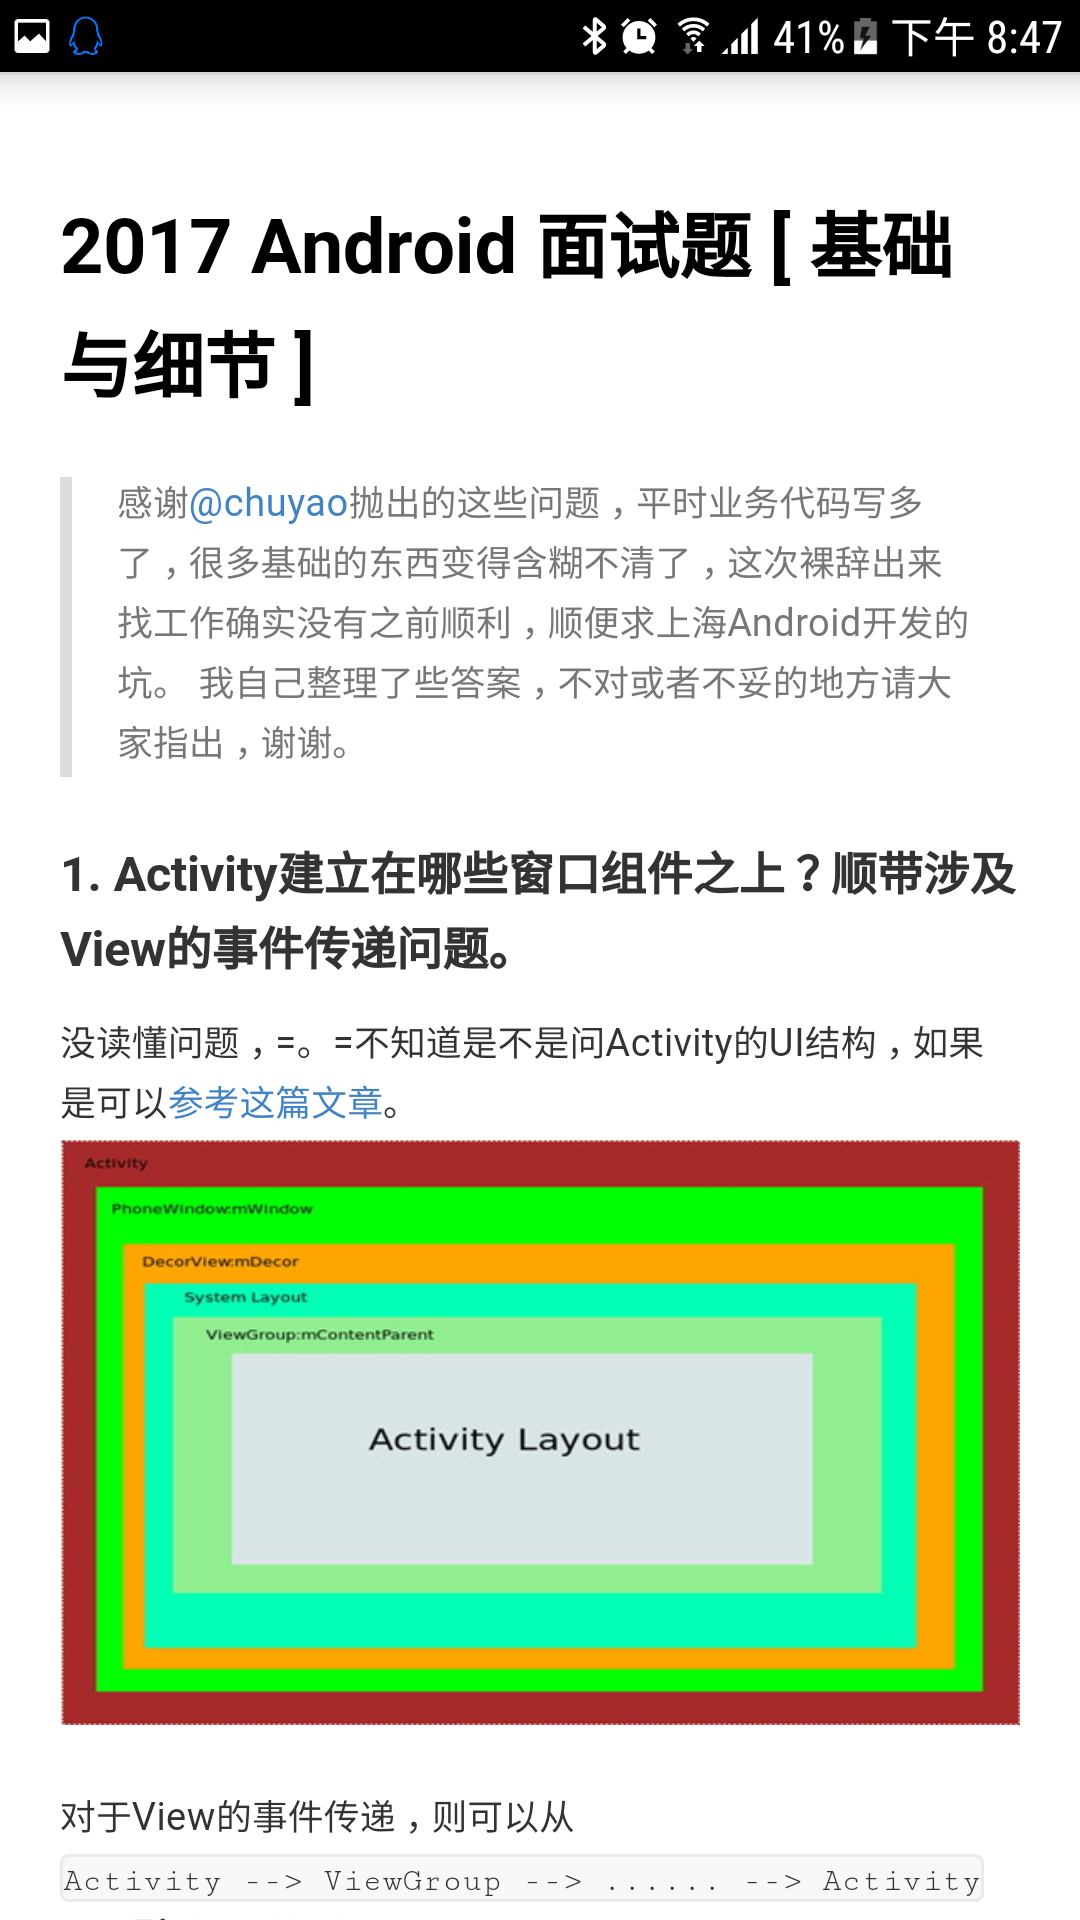 41% 下午 8:47
2017 Android 面试题 [ 基础
与细节 ]
感谢@chuyao抛出的这些问题，平时业务代码写多
了，很多基础的东西变得含糊不清了，这次裸辞出来
找工作确实没有之前顺利，顺便求上海Android开发的
坑。 我自己整理了些答案，不对或者不妥的地方请大
家指出，谢谢。
1. Activity建立在哪些窗口组件之上？顺带涉及
View的事件传递问题。
没读懂问题，=。=不知道是不是问Activity的UI结构，如果
是可以参考这篇文章。
Activity
PhoneWindow:mWindow
DecorView:mDecor
System Layout
ViewGroup:mContentParent
Activity Layout
对于View的事件传递，则可以从
Activity --> ViewGroup --> ...... --> Activity